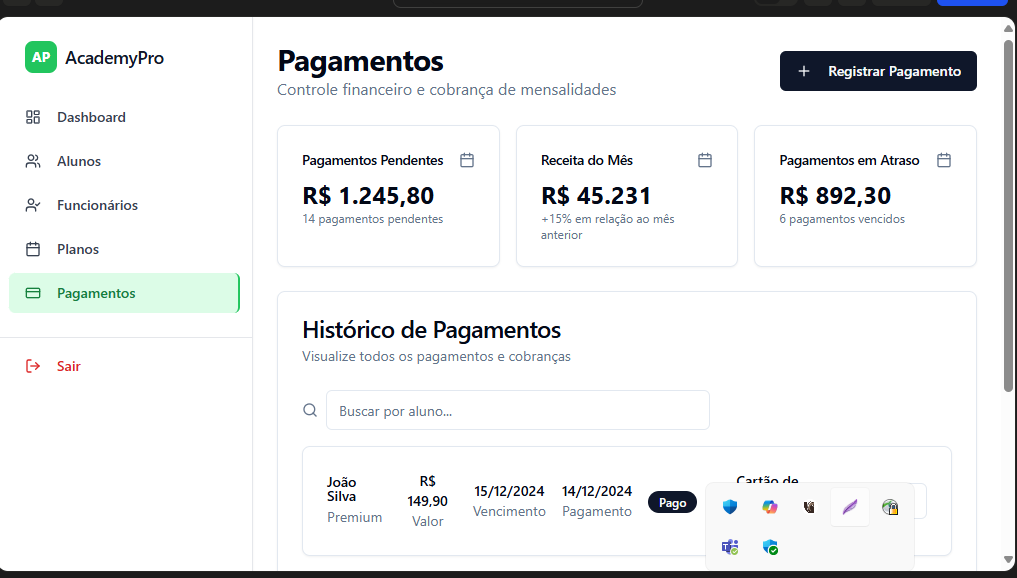 AP AcademyPro
Dashboard
Alunos
Funcionários
Planos
Pagamentos
Sair
Pagamentos
Controle financeiro e cobrança de mensalidades
Registrar Pagamento
Pagamentos Pendentes
R$ 1.245,80
14 pagamentos pendentes
Receita do Mês
R$ 45.231
+15% em relação ao mês
anterior
Pagamentos em Atraso
R$ 892,30
6 pagamentos vencidos
Histórico de Pagamentos
Visualize todos os pagamentos e cobranças
Buscar por aluno...
João
Silva
Premium
R$
149,90
Valor
15/12/2024
Vencimento
14/12/2024
Pagamento
Pago
Cartão de